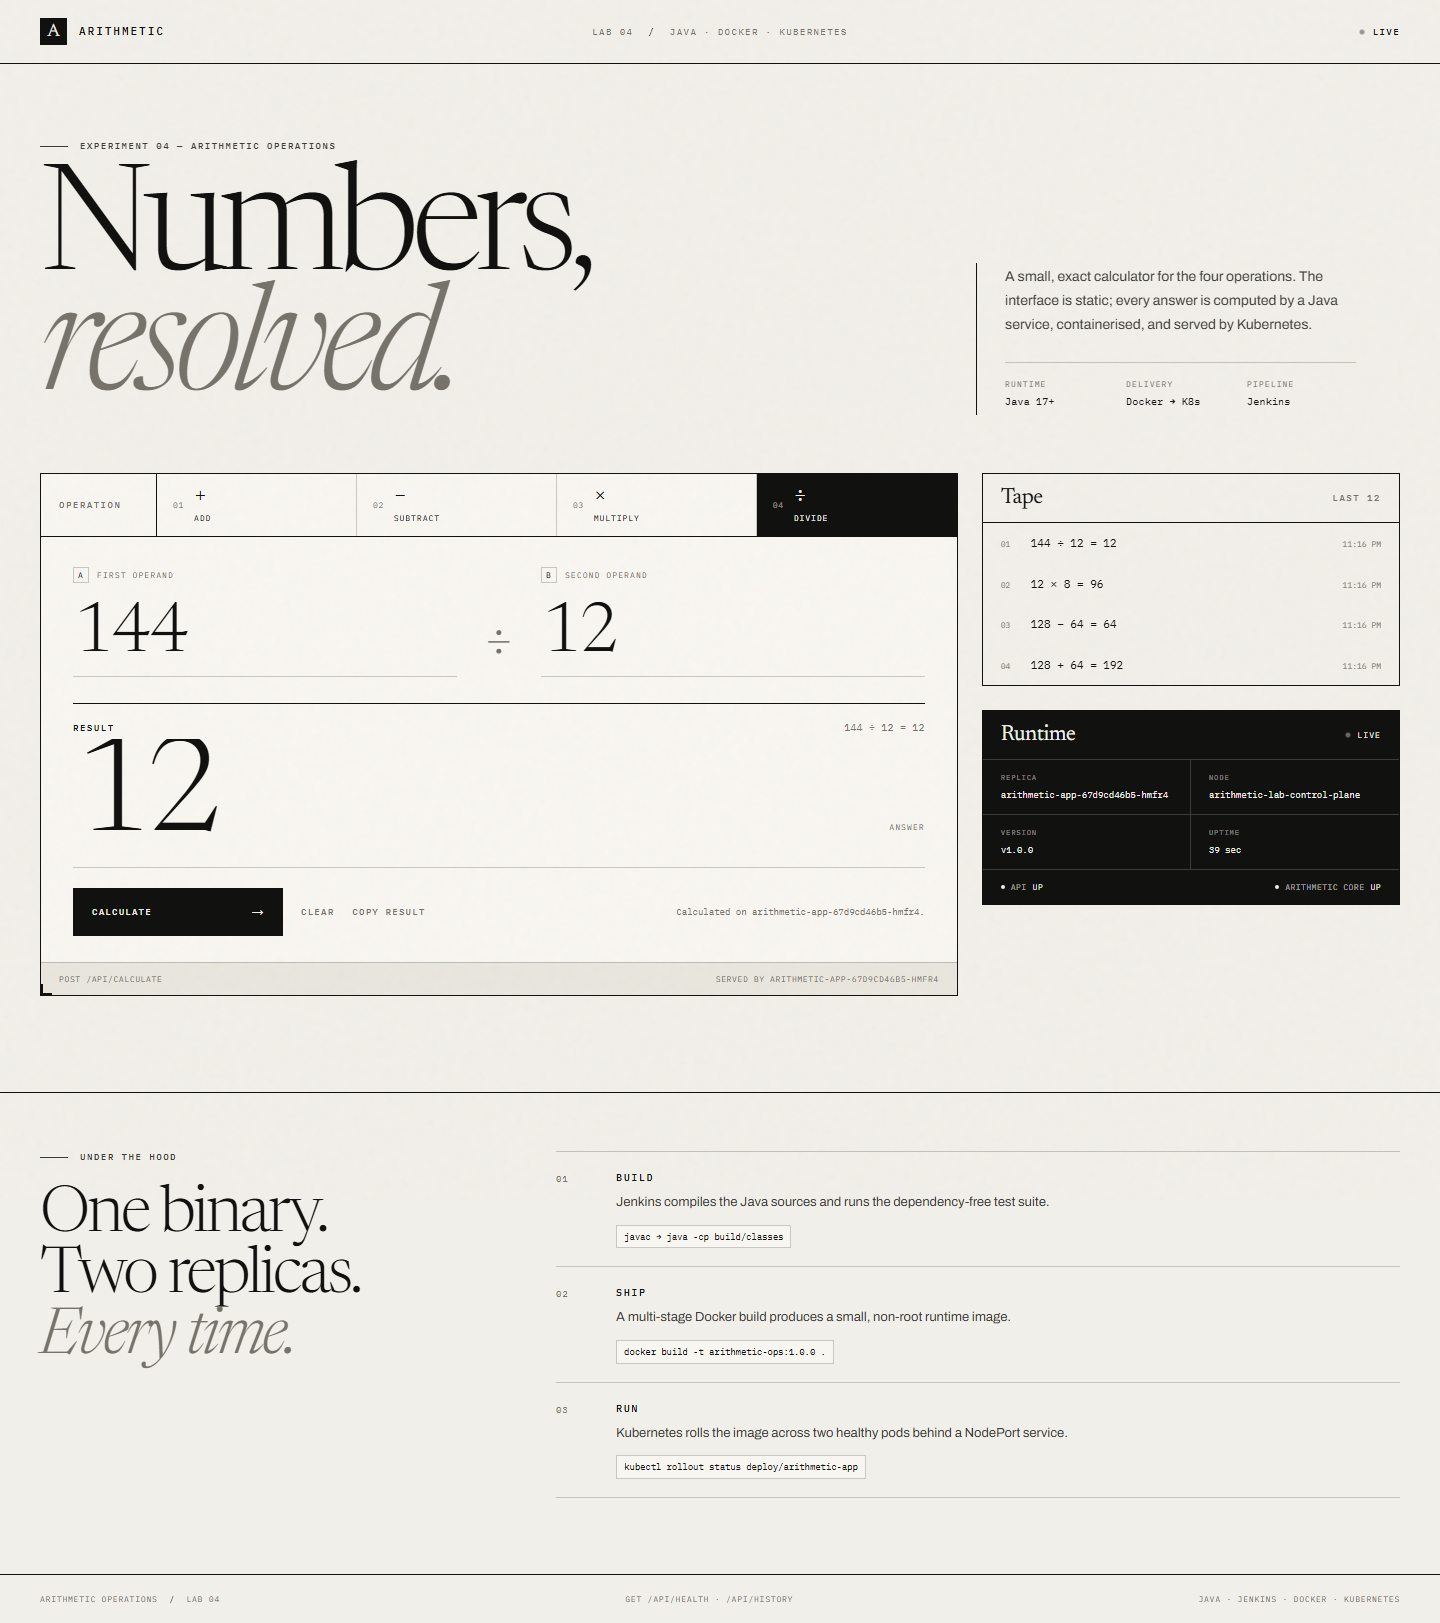 A ARITHMETIC
LAB 04 / JAVA · DOCKER · KUBERNETES
LIVE
EXPERIMENT 04 — ARITHMETIC OPERATIONS
Numbers,
resolved.
A small, exact calculator for the four operations. The
interface is static; every answer is computed by a Java
service, containerised, and served by Kubernetes.
RUNTIME DELIVERY PIPELINE
Java 17+ Docker → K8s Jenkins
OPERATION
01 + ADD
02 − SUBTRACT
03 × MULTIPLY
04 ÷ DIVIDE
A FIRST OPERAND
144
÷
B SECOND OPERAND
12
RESULT
144 ÷ 12 = 12
12
ANSWER
CALCULATE →
CLEAR
COPY RESULT
Calculated on arithmetic-app-67d9cd46b5-hmfr4.
POST /API/CALCULATE
SERVED BY ARITHMETIC-APP-67D9CD46B5-HMFR4
Tape LAST 12
01 144 ÷ 12 = 12 11:16 PM
02 12 × 8 = 96 11:16 PM
03 128 − 64 = 64 11:16 PM
04 128 + 64 = 192 11:16 PM
Runtime LIVE
REPLICA
arithmetic-app-67d9cd46b5-hmfr4
NODE
arithmetic-lab-control-plane
VERSION
v1.0.0
UPTIME
39 sec
API UP
ARITHMETIC CORE UP
UNDER THE HOOD
One binary.
Two replicas.
Every time.
01 BUILD
Jenkins compiles the Java sources and runs the dependency-free test suite.
javac → java -cp build/classes
02 SHIP
A multi-stage Docker build produces a small, non-root runtime image.
docker build -t arithmetic-ops:1.0.0 .
03 RUN
Kubernetes rolls the image across two healthy pods behind a NodePort service.
kubectl rollout status deploy/arithmetic-app
ARITHMETIC OPERATIONS / LAB 04
GET /API/HEALTH · /API/HISTORY
JAVA · JENKINS · DOCKER · KUBERNETES